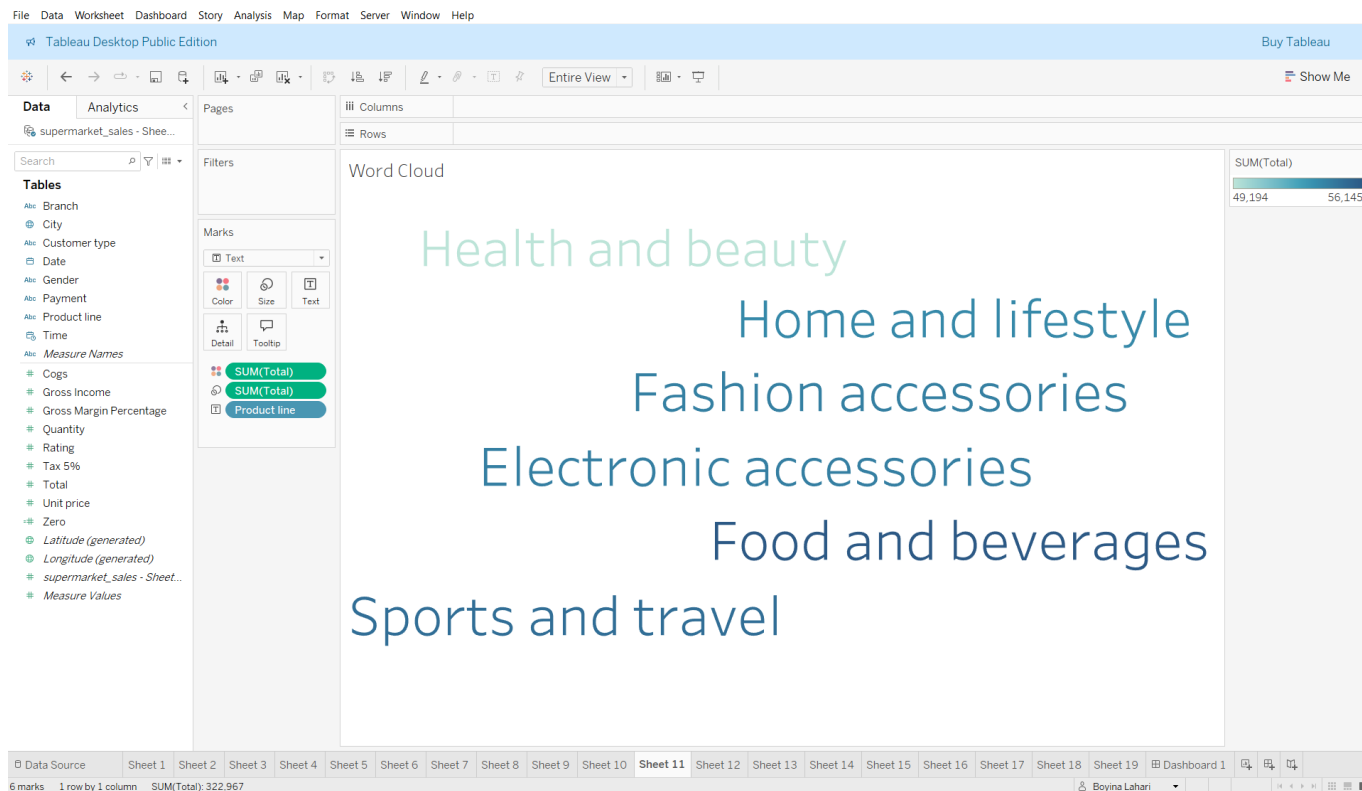 File Data Worksheet Dashboard Story Analysis Map Format Server Window Help
Tableau Desktop Public Edition Buy Tableau
Entire View Show Me
Data Analytics
supermarket_sales - Shee...
Search
Tables
Abc Branch
City
Abc Customer type
Date
Abc Gender
Abc Payment
Abc Product line
Time
Abc Measure Names
# Cogs
# Gross Income
# Gross Margin Percentage
# Quantity
# Rating
# Tax 5%
# Total
# Unit price
=# Zero
Latitude (generated)
Longitude (generated)
# supermarket_sales - Sheet...
# Measure Values
Pages
Filters
Marks
T Text
Color Size Text
Detail Tooltip
SUM(Total)
SUM(Total)
T Product line
iii Columns
Rows
Word Cloud
Health and beauty
Home and lifestyle
Fashion accessories
Electronic accessories
Food and beverages
Sports and travel
SUM(Total)
49,194 56,145
Data Source Sheet 1 Sheet 2 Sheet 3 Sheet 4 Sheet 5 Sheet 6 Sheet 7 Sheet 8 Sheet 9 Sheet 10 Sheet 11 Sheet 12 Sheet 13 Sheet 14 Sheet 15 Sheet 16 Sheet 17 Sheet 18 Sheet 19 Dashboard 1
6 marks 1 row by 1 column SUM(Total): 322,967 Boyina Lahari